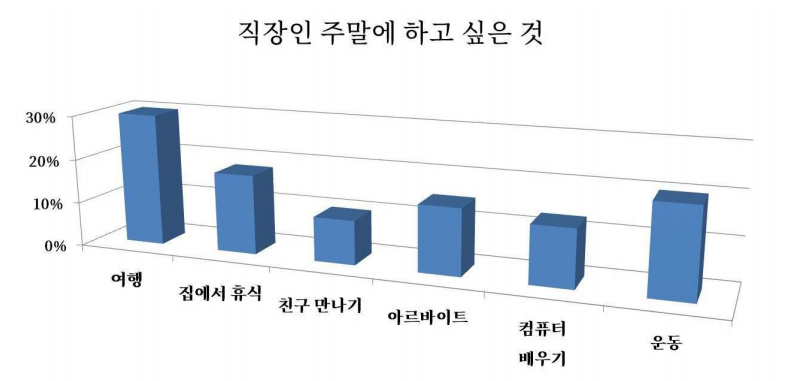 직장인 주말에 하고 싶은 것
30%
20%
10%
0%
여행
집에서 휴식
친구 만나기
아르바이트
컴퓨터
배우기
운동